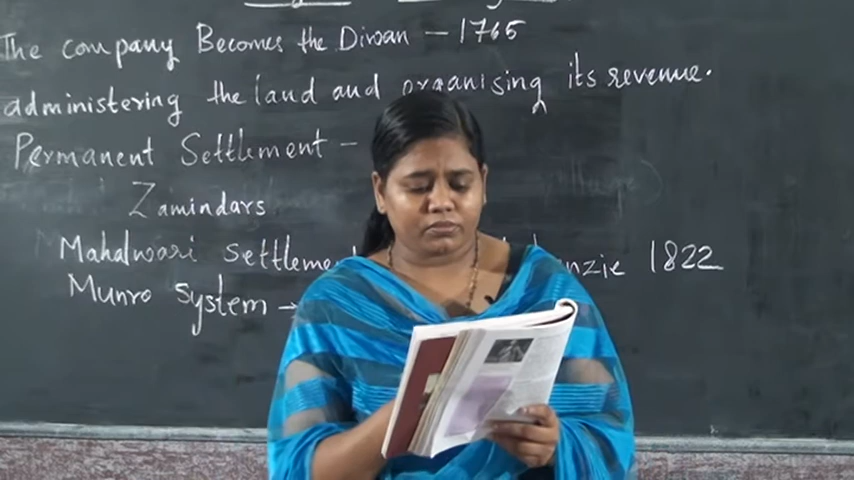 The company Becomes the Diwan – 1765
administering the land and organising its revenue.
Permanent Settlement –
Zamindars
Mahalwari settleme nzie 1822
Munro system →